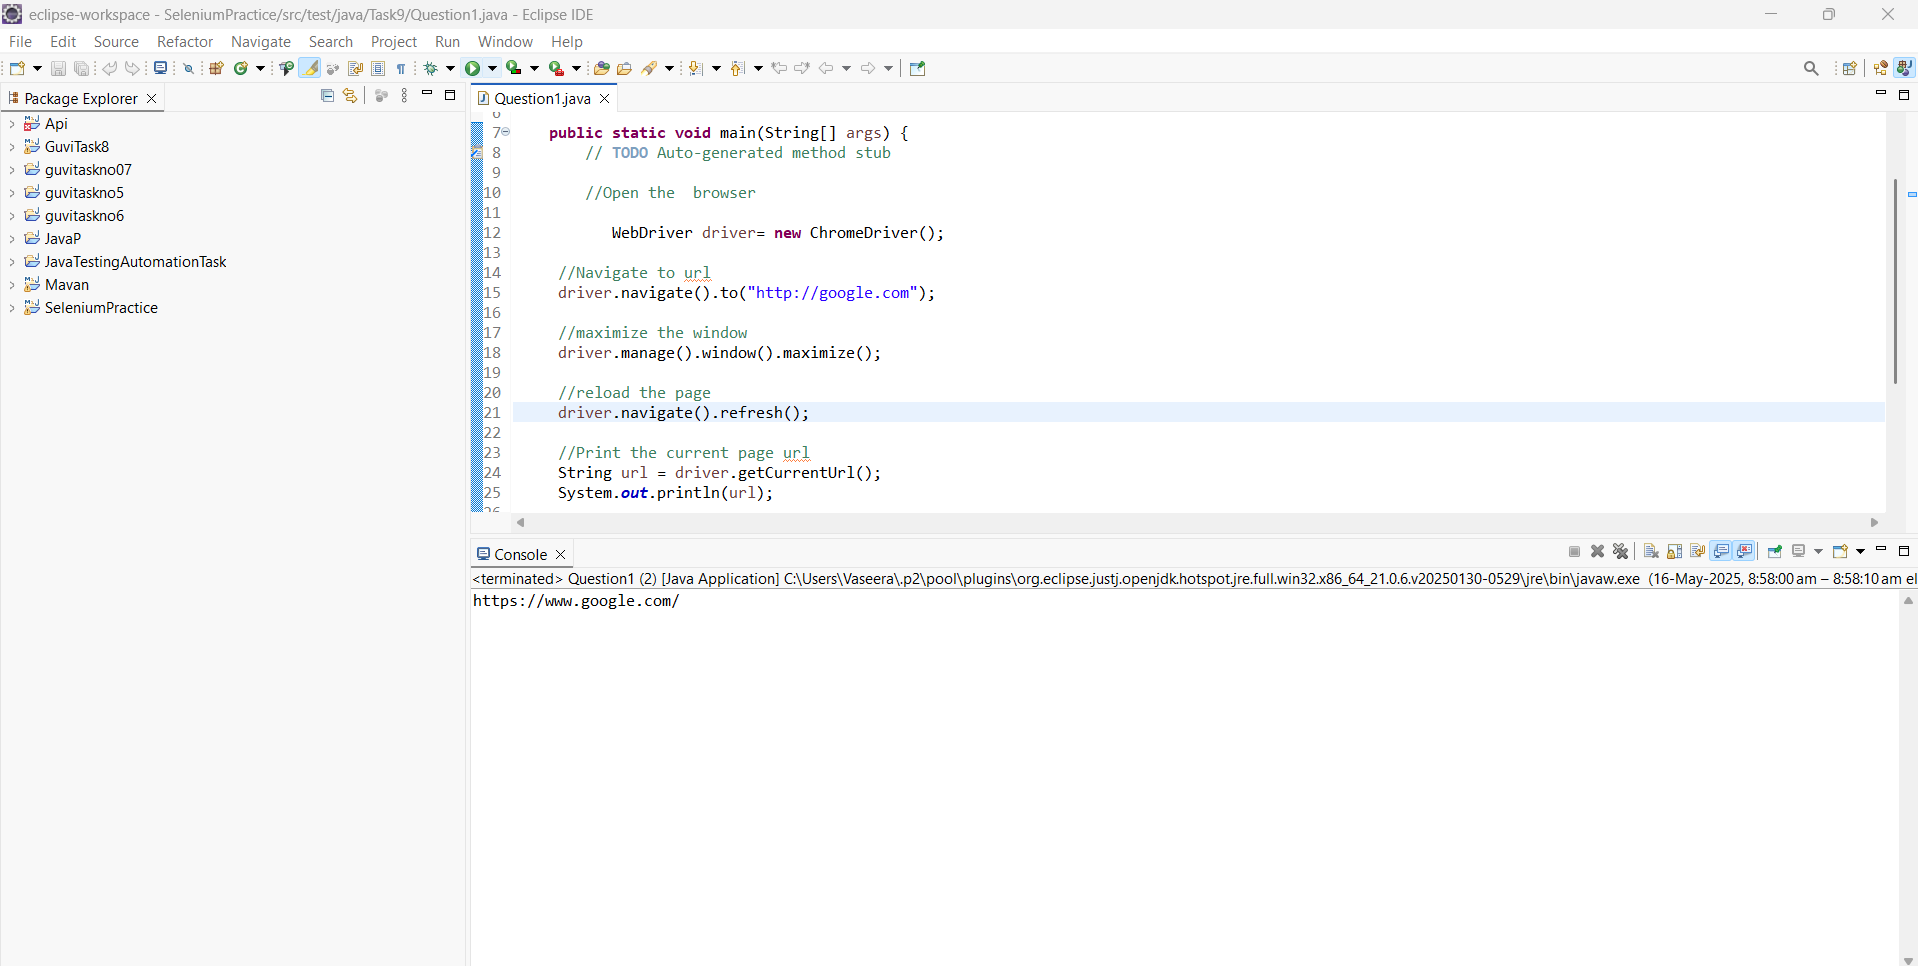 eclipse-workspace - SeleniumPractice/src/test/java/Task9/Question1.java - Eclipse IDE
File Edit Source Refactor Navigate Search Project Run Window Help
Package Explorer
Api
GuviTask8
guvitaskno07
guvitaskno5
guvitaskno6
JavaP
JavaTestingAutomationTask
Mavan
SeleniumPractice
Question1.java
6
7 public static void main(String[] args) {
8 // TODO Auto-generated method stub
9
10 //Open the  browser
11
12 WebDriver driver= new ChromeDriver();
13
14 //Navigate to url
15 driver.navigate().to("http://google.com");
16
17 //maximize the window
18 driver.manage().window().maximize();
19
20 //reload the page
21 driver.navigate().refresh();
22
23 //Print the current page url
24 String url = driver.getCurrentUrl();
25 System.out.println(url);
26
Console
<terminated> Question1 (2) [Java Application] C:\Users\Vaseera\.p2\pool\plugins\org.eclipse.justj.openjdk.hotspot.jre.full.win32.x86_64_21.0.6.v20250130-0529\jre\bin\javaw.exe (16-May-2025, 8:58:00 am – 8:58:10 am el
https://www.google.com/